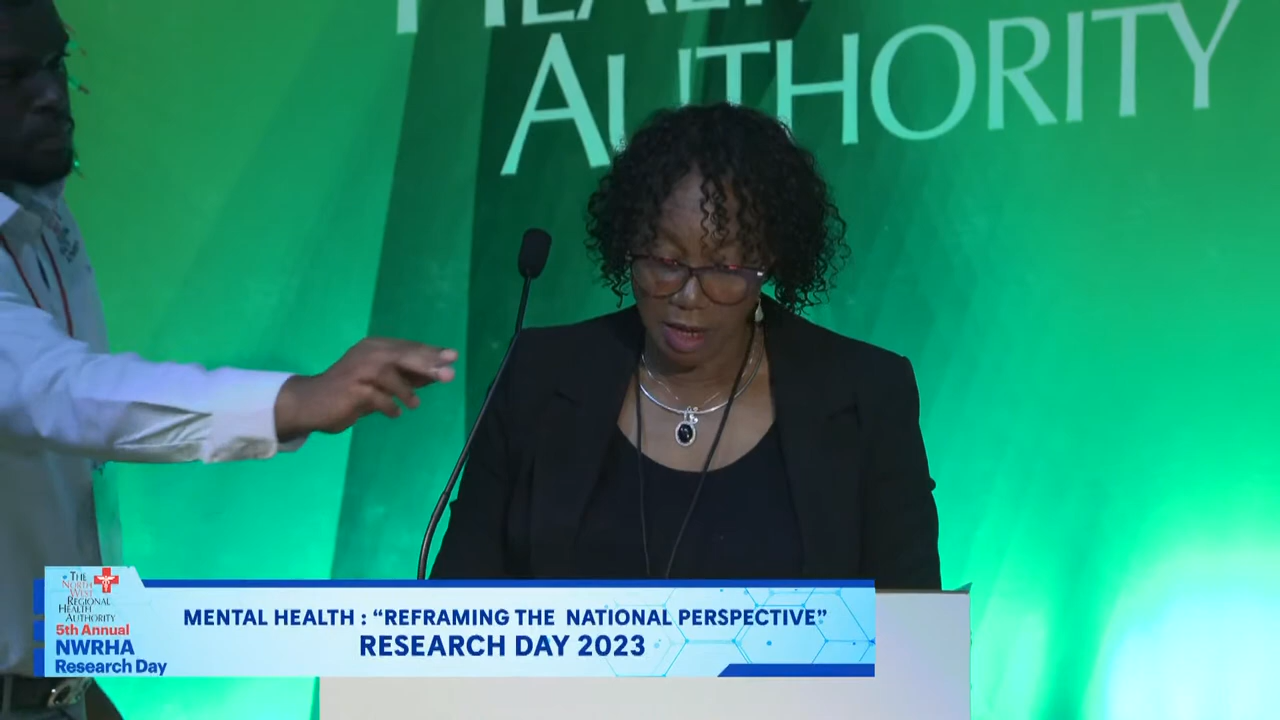 HEALTH
AUTHORITY
THE
NORTH
WEST
REGIONAL
HEALTH
AUTHORITY
5th Annual
NWRHA
Research Day
MENTAL HEALTH : “REFRAMING THE NATIONAL PERSPECTIVE”
RESEARCH DAY 2023